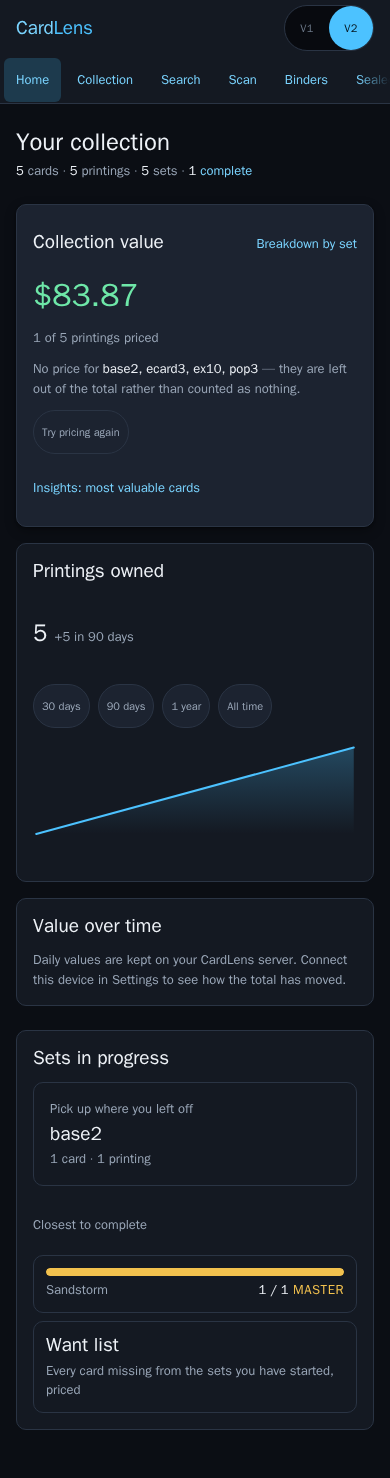 CardLens
V1
V2
Home
Collection
Search
Scan
Binders
Seale
Your collection
5 cards · 5 printings · 5 sets · 1 complete
Collection value
Breakdown by set
$83.87
1 of 5 printings priced
No price for base2, ecard3, ex10, pop3 — they are left
out of the total rather than counted as nothing.
Try pricing again
Insights: most valuable cards
Printings owned
5 +5 in 90 days
30 days
90 days
1 year
All time
Value over time
Daily values are kept on your CardLens server. Connect
this device in Settings to see how the total has moved.
Sets in progress
Pick up where you left off
base2
1 card · 1 printing
Closest to complete
Sandstorm
1 / 1 MASTER
Want list
Every card missing from the sets you have started,
priced